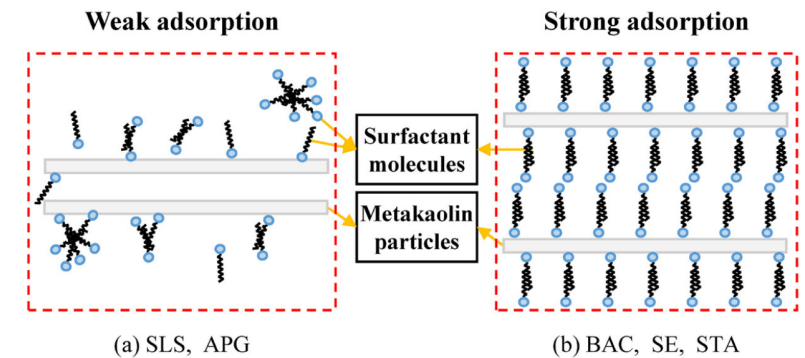 Weak adsorption
Strong adsorption
Surfactant
molecules
Metakaolin
particles
(a) SLS, APG
(b) BAC, SE, STA